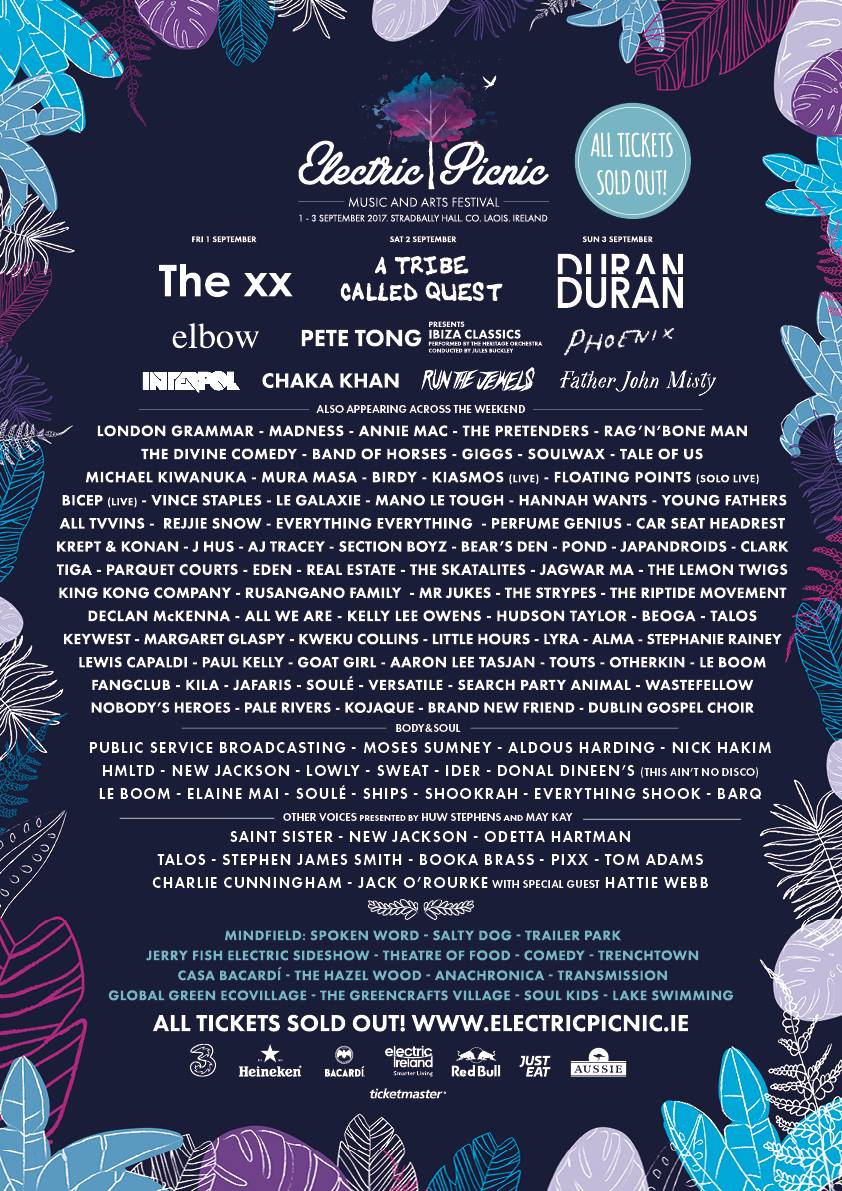 Electric Picnic
MUSIC AND ARTS FESTIVAL
1 - 3 SEPTEMBER 2017. STRADBALLY HALL. CO. LAOIS. IRELAND
ALL TICKETS
SOLD OUT!
FRI 1 SEPTEMBER SAT 2 SEPTEMBER SUN 3 SEPTEMBER
The xx
A TRIBE
CALLED QUEST
DURAN
DURAN
elbow
PETE TONG
PRESENTS
IBIZA CLASSICS
PERFORMED BY THE HERITAGE ORCHESTRA
CONDUCTED BY JULES BUCKLEY
PHOENIX
INTERPOL CHAKA KHAN RUN THE JEWELS Father John Misty
ALSO APPEARING ACROSS THE WEEKEND
LONDON GRAMMAR - MADNESS - ANNIE MAC - THE PRETENDERS - RAG'N'BONE MAN
THE DIVINE COMEDY - BAND OF HORSES - GIGGS - SOULWAX - TALE OF US
MICHAEL KIWANUKA - MURA MASA - BIRDY - KIASMOS (LIVE) - FLOATING POINTS (SOLO LIVE)
BICEP (LIVE) - VINCE STAPLES - LE GALAXIE - MANO LE TOUGH - HANNAH WANTS - YOUNG FATHERS
ALL TVVINS - REJJIE SNOW - EVERYTHING EVERYTHING - PERFUME GENIUS - CAR SEAT HEADREST
KREPT & KONAN - J HUS - AJ TRACEY - SECTION BOYZ - BEAR'S DEN - POND - JAPANDROIDS - CLARK
TIGA - PARQUET COURTS - EDEN - REAL ESTATE - THE SKATALITES - JAGWAR MA - THE LEMON TWIGS
KING KONG COMPANY - RUSANGANO FAMILY - MR JUKES - THE STRYPES - THE RIPTIDE MOVEMENT
DECLAN McKENNA - ALL WE ARE - KELLY LEE OWENS - HUDSON TAYLOR - BEOGA - TALOS
KEYWEST - MARGARET GLASPY - KWEKU COLLINS - LITTLE HOURS - LYRA - ALMA - STEPHANIE RAINEY
LEWIS CAPALDI - PAUL KELLY - GOAT GIRL - AARON LEE TASJAN - TOUTS - OTHERKIN - LE BOOM
FANGCLUB - KILA - JAFARIS - SOULÉ - VERSATILE - SEARCH PARTY ANIMAL - WASTEFELLOW
NOBODY'S HEROES - PALE RIVERS - KOJAQUE - BRAND NEW FRIEND - DUBLIN GOSPEL CHOIR
BODY&SOUL
PUBLIC SERVICE BROADCASTING - MOSES SUMNEY - ALDOUS HARDING - NICK HAKIM
HMLTD - NEW JACKSON - LOWLY - SWEAT - IDER - DONAL DINEEN'S (THIS AIN'T NO DISCO)
LE BOOM - ELAINE MAI - SOULÉ - SHIPS - SHOOKRAH - EVERYTHING SHOOK - BARQ
OTHER VOICES PRESENTED BY HUW STEPHENS AND MAY KAY
SAINT SISTER - NEW JACKSON - ODETTA HARTMAN
TALOS - STEPHEN JAMES SMITH - BOOKA BRASS - PIXX - TOM ADAMS
CHARLIE CUNNINGHAM - JACK O'ROURKE WITH SPECIAL GUEST HATTIE WEBB
MINDFIELD: SPOKEN WORD - SALTY DOG - TRAILER PARK
JERRY FISH ELECTRIC SIDESHOW - THEATRE OF FOOD - COMEDY - TRENCHTOWN
CASA BACARDÍ - THE HAZEL WOOD - ANACHRONICA - TRANSMISSION
GLOBAL GREEN ECOVILLAGE - THE GREENCRAFTS VILLAGE - SOUL KIDS - LAKE SWIMMING
ALL TICKETS SOLD OUT! WWW.ELECTRICPICNIC.IE
3
Heineken
BACARDÍ
electric
Ireland
Smarter Living
Red Bull
JUST
EAT
AUSSIE
ticketmaster